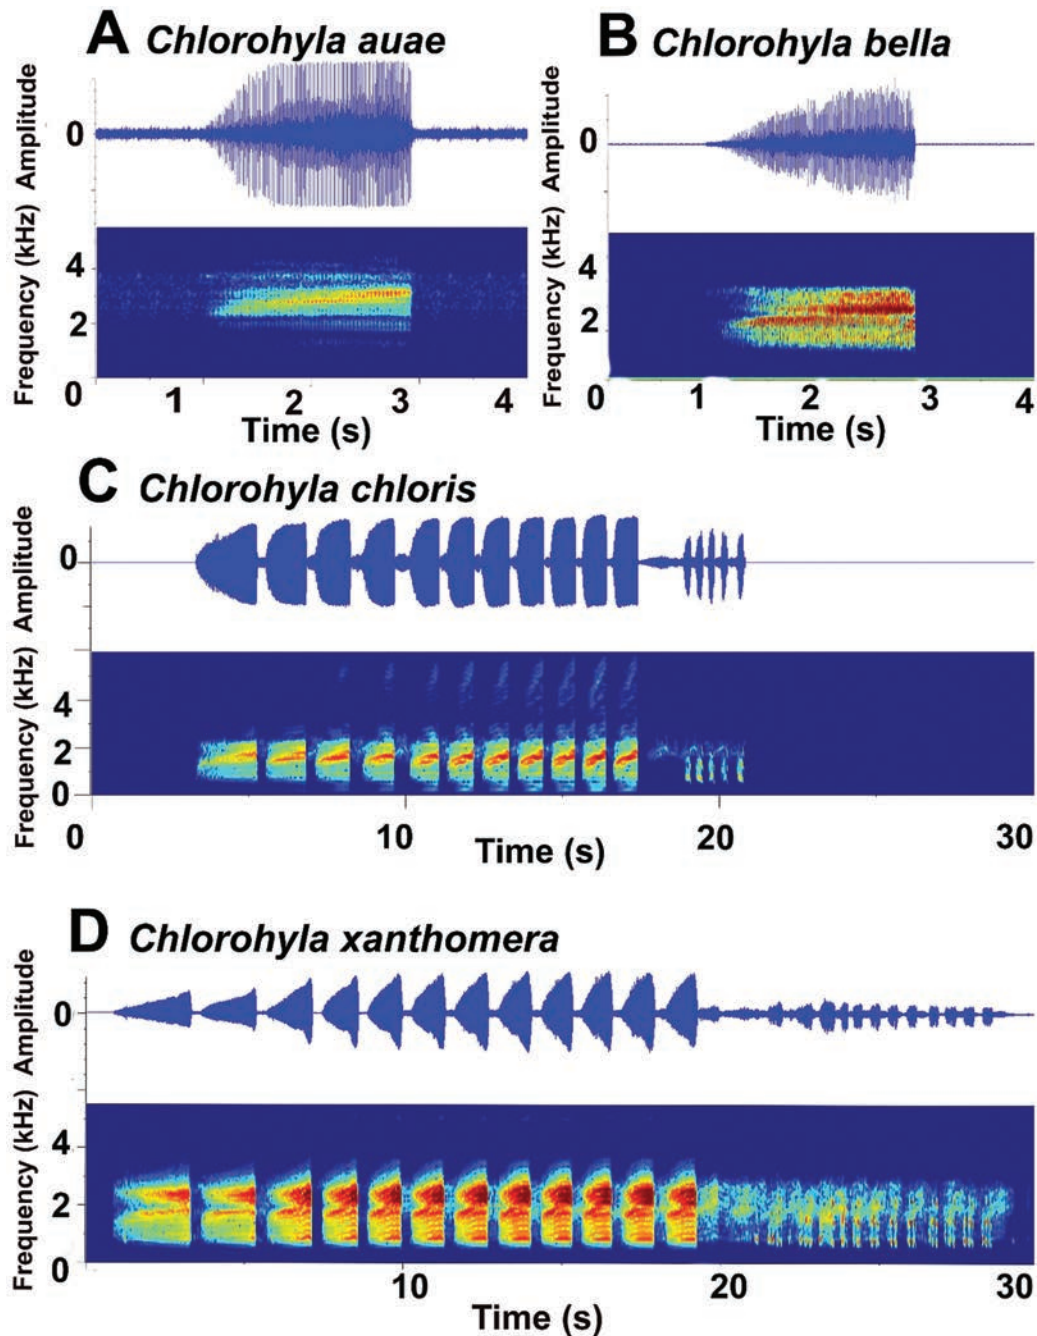 A Chlorohyla auae
Amplitude
0
Frequency (kHz)
4
2
0
1
2
3
4
Time (s)
B Chlorohyla bella
Amplitude
0
Frequency (kHz)
4
2
0
1
2
3
4
Time (s)
C Chlorohyla chloris
Amplitude
0
Frequency (kHz)
4
2
0
0
10
20
30
Time (s)
D Chlorohyla xanthomera
Amplitude
0
Frequency (kHz)
4
2
0
10
20
30
Time (s)